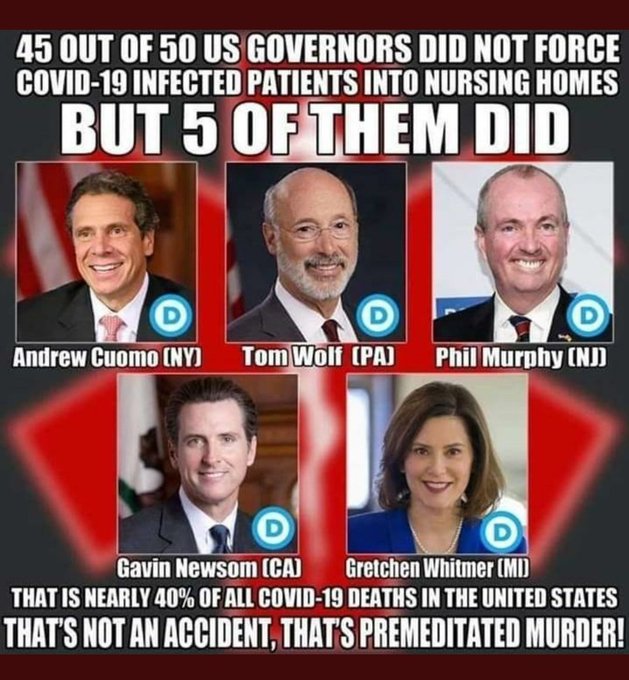 45 OUT OF 50 US GOVERNORS DID NOT FORCE
COVID-19 INFECTED PATIENTS INTO NURSING HOMES
BUT 5 OF THEM DID
D
D
D
Andrew Cuomo (NY)
Tom Wolf (PA)
Phil Murphy (NJ)
D
D
Gavin Newsom (CA)
Gretchen Whitmer (MI)
THAT IS NEARLY 40% OF ALL COVID-19 DEATHS IN THE UNITED STATES
THAT'S NOT AN ACCIDENT, THAT'S PREMEDITATED MURDER!